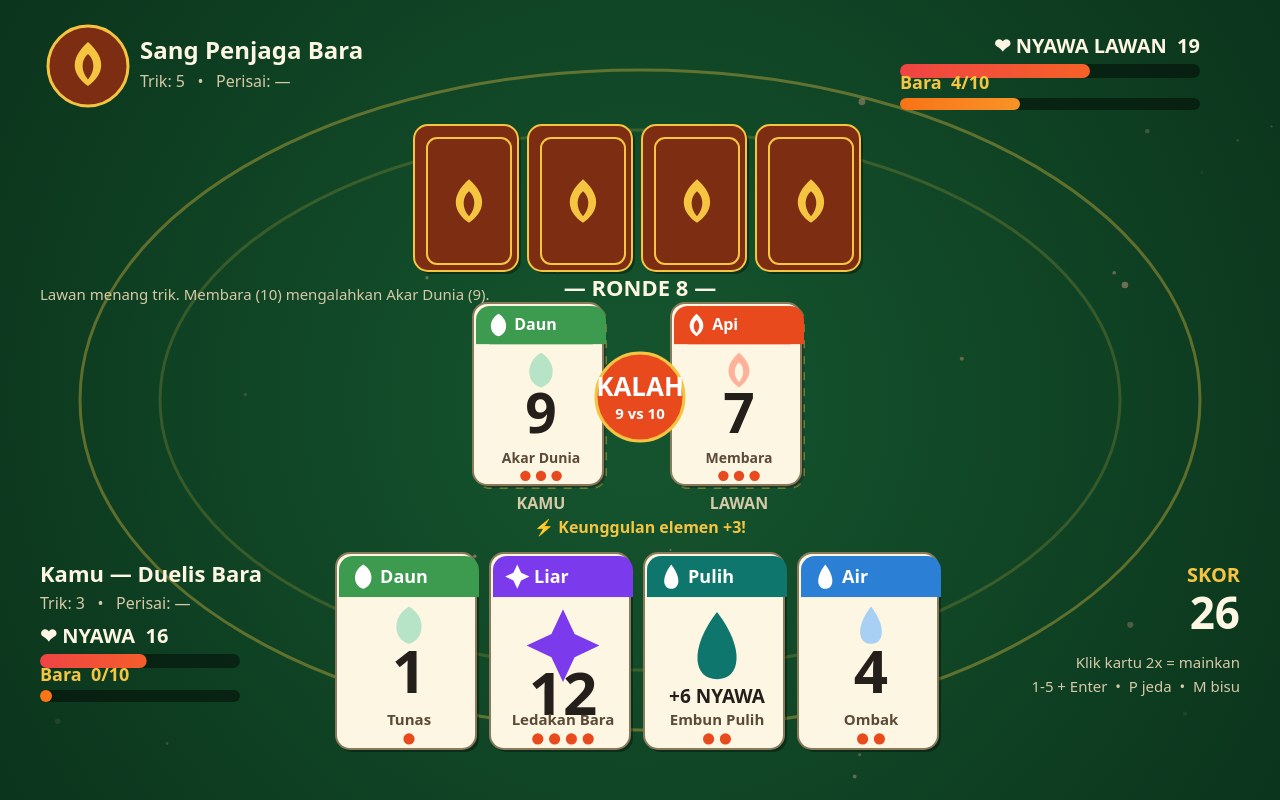 Sang Penjaga Bara
Trik: 5 • Perisai: —
❤ NYAWA LAWAN 19
Bara 4/10
Lawan menang trik. Membara (10) mengalahkan Akar Dunia (9).
— RONDE 8 —
Daun
9
Akar Dunia
KAMU
KALAH
9 vs 10
Api
7
Membara
LAWAN
⚡ Keunggulan elemen +3!
Kamu — Duelis Bara
Trik: 3 • Perisai: —
❤ NYAWA 16
Bara 0/10
Daun
1
Tunas
Liar
12
Ledakan Bara
Pulih
+6 NYAWA
Embun Pulih
Air
4
Ombak
SKOR
26
Klik kartu 2x = mainkan
1-5 + Enter • P jeda • M bisu